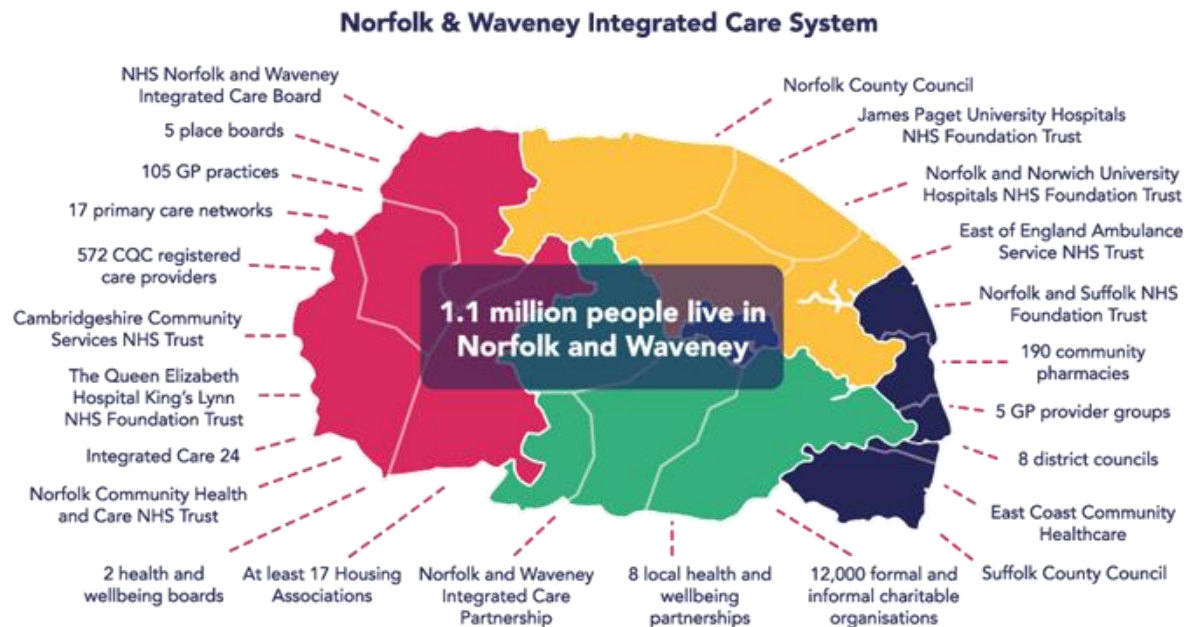 Norfolk & Waveney Integrated Care System
NHS Norfolk and Waveney
Integrated Care Board
5 place boards
105 GP practices
17 primary care networks
572 CQC registered
care providers
Cambridgeshire Community
Services NHS Trust
The Queen Elizabeth
Hospital King's Lynn
NHS Foundation Trust
Integrated Care 24
Norfolk Community Health
and Care NHS Trust
2 health and
wellbeing boards
At least 17 Housing
Associations
Norfolk and Waveney
Integrated Care
Partnership
8 local health and
wellbeing
partnerships
12,000 formal and
informal charitable
organisations
1.1 million people live in
Norfolk and Waveney
Norfolk County Council
James Paget University Hospitals
NHS Foundation Trust
Norfolk and Norwich University
Hospitals NHS Foundation Trust
East of England Ambulance
Service NHS Trust
Norfolk and Suffolk NHS
Foundation Trust
190 community
pharmacies
5 GP provider groups
8 district councils
East Coast Community
Healthcare
Suffolk County Council